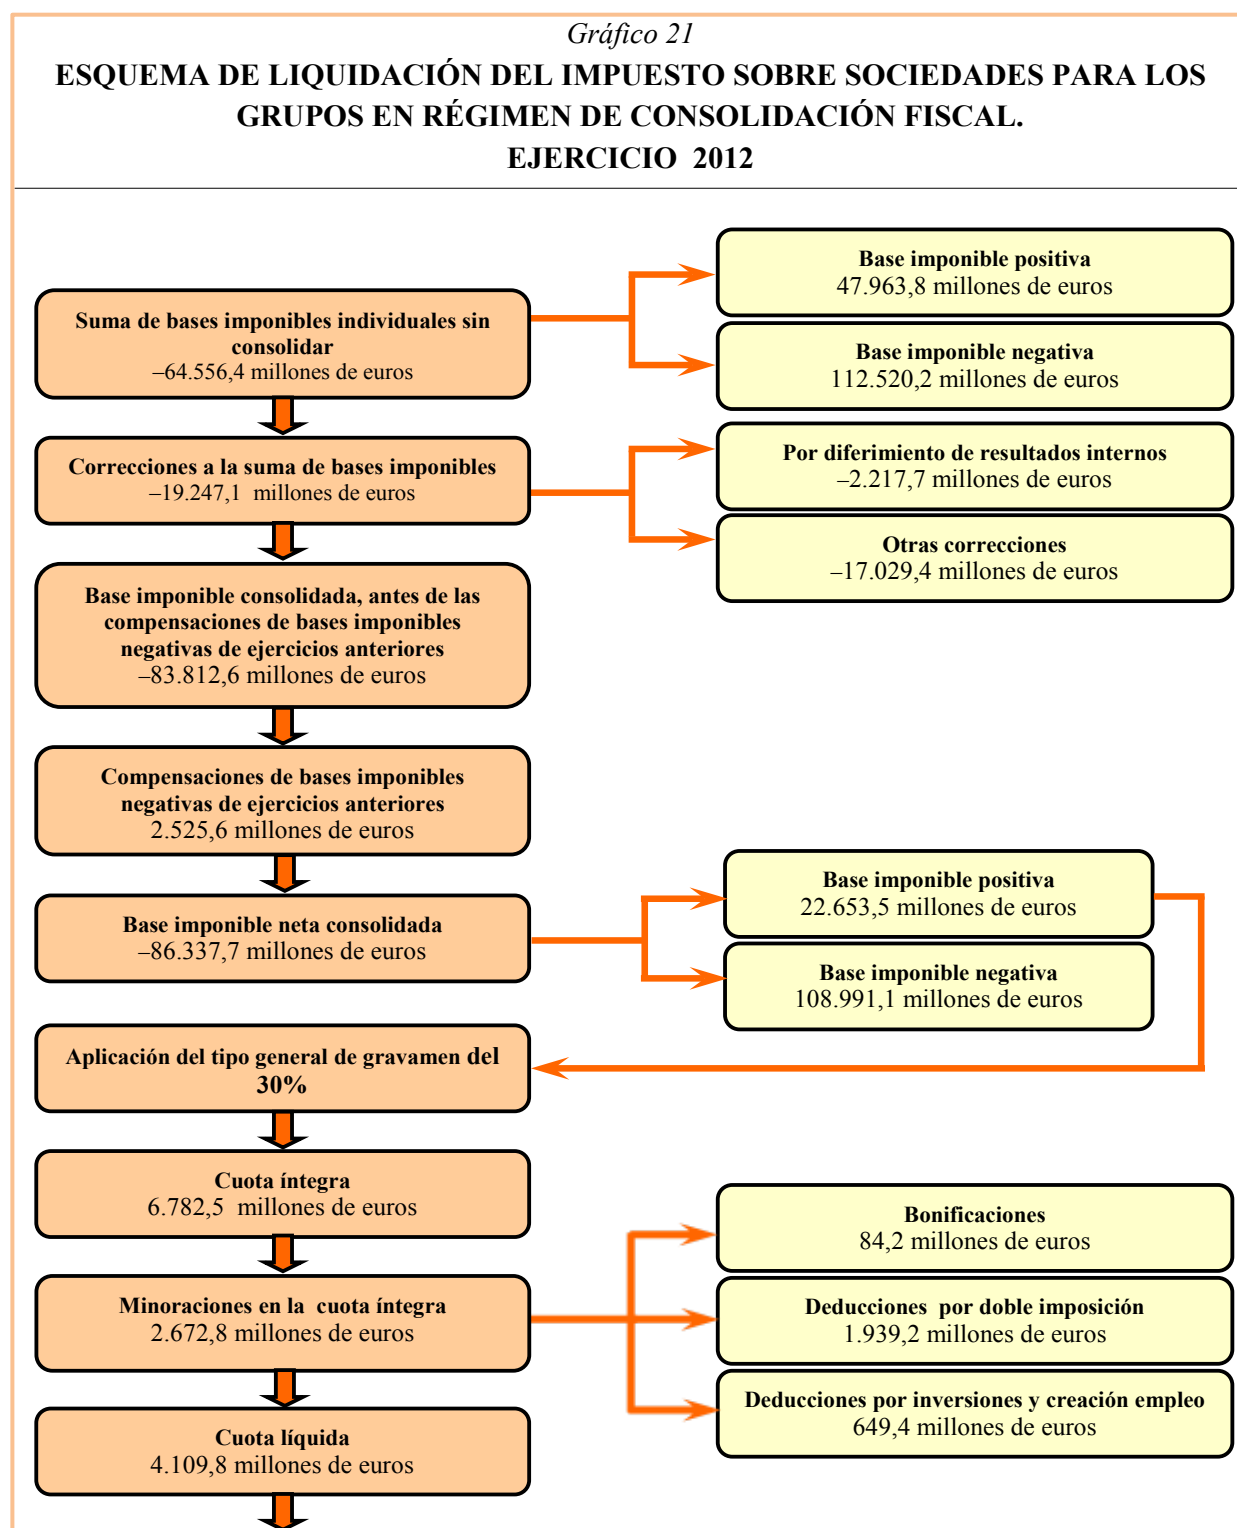 Gráfico 21
ESQUEMA DE LIQUIDACIÓN DEL IMPUESTO SOBRE SOCIEDADES PARA LOS
GRUPOS EN RÉGIMEN DE CONSOLIDACIÓN FISCAL.
EJERCICIO 2012
Suma de bases imponibles individuales sin
consolidar
–64.556,4 millones de euros
Base imponible positiva
47.963,8 millones de euros
Base imponible negativa
112.520,2 millones de euros
Correcciones a la suma de bases imponibles
–19.247,1 millones de euros
Por diferimiento de resultados internos
–2.217,7 millones de euros
Otras correcciones
–17.029,4 millones de euros
Base imponible consolidada, antes de las
compensaciones de bases imponibles
negativas de ejercicios anteriores
–83.812,6 millones de euros
Compensaciones de bases imponibles
negativas de ejercicios anteriores
2.525,6 millones de euros
Base imponible neta consolidada
–86.337,7 millones de euros
Base imponible positiva
22.653,5 millones de euros
Base imponible negativa
108.991,1 millones de euros
Aplicación del tipo general de gravamen del
30%
Cuota íntegra
6.782,5 millones de euros
Minoraciones en la cuota íntegra
2.672,8 millones de euros
Bonificaciones
84,2 millones de euros
Deducciones por doble imposición
1.939,2 millones de euros
Deducciones por inversiones y creación empleo
649,4 millones de euros
Cuota líquida
4.109,8 millones de euros